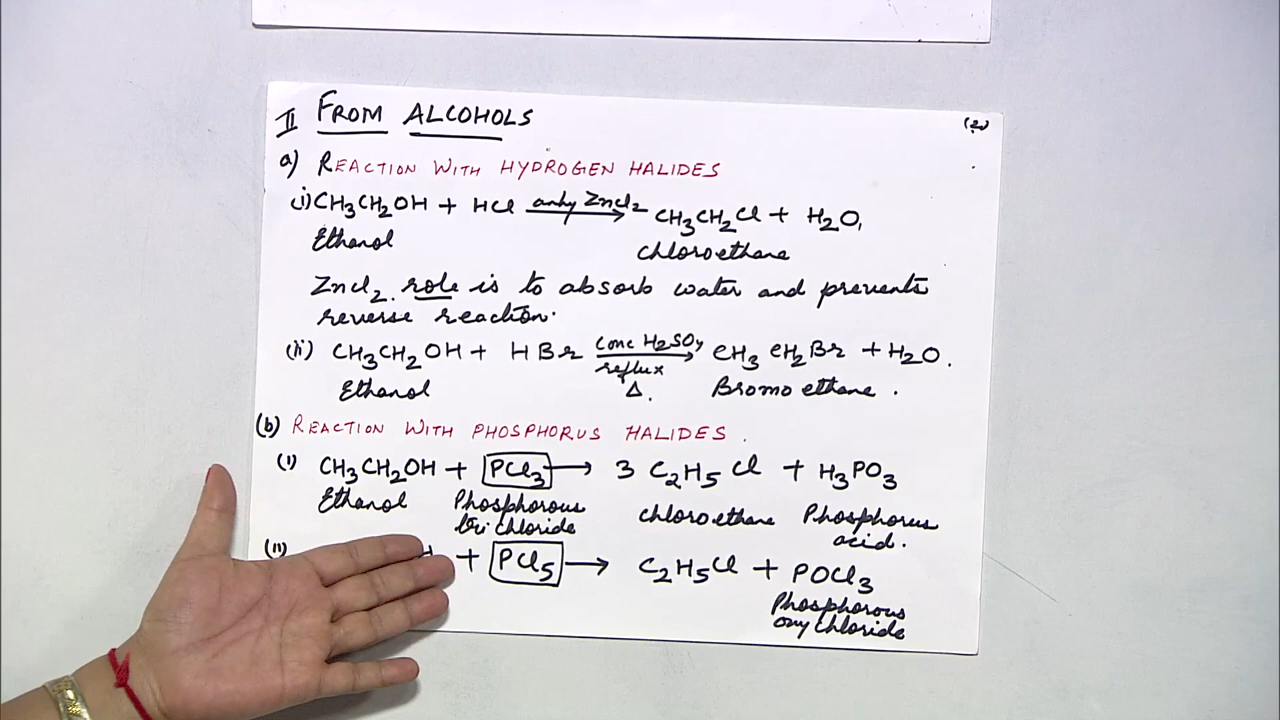 II FROM ALCOHOLS (2)
a) REACTION WITH HYDROGEN HALIDES
(i) CH3CH2OH + HCl anhy ZnCl2 → CH3CH2Cl + H2O,
Ethanol chloroethane
ZnCl2 role is to absorb water and prevents
reverse reaction.
(ii) CH3CH2OH + HBr conc H2SO4 → CH3CH2Br + H2O.
reflux
Δ.
Ethanol Bromo ethane.
(b) REACTION WITH PHOSPHORUS HALIDES.
(i) CH3CH2OH + PCl3 → 3 C2H5Cl + H3PO3
Ethanol Phosphorous chloroethane Phosphorus
tri chloride acid.
(ii) + PCl5 → C2H5Cl + POCl3
Phosphorous
oxy chloride